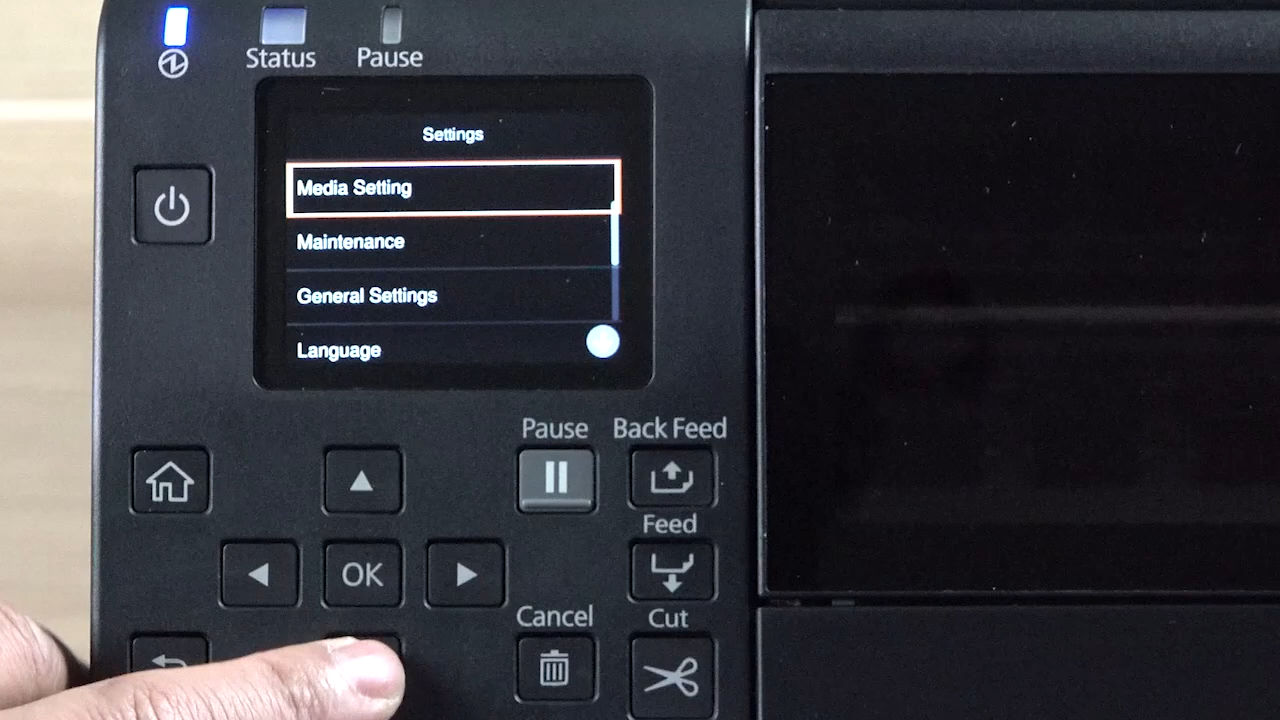 Status
Pause
Settings
Media Setting
Maintenance
General Settings
Language
Pause
Back Feed
Feed
OK
Cancel
Cut